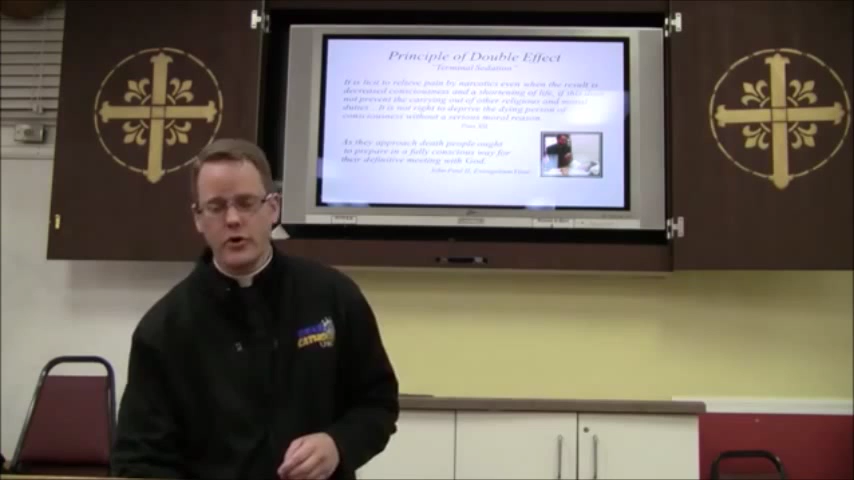 Principle of Double Effect
"Terminal Sedation"
It is licit to relieve pain by narcotics even when the result is
decreased consciousness and a shortening of life, if this does
not prevent the carrying out of other religious and moral
duties. It is not right to deprive the dying person of
consciousness without a serious moral reason.
Pius XII
As they approach death people ought
to prepare in a fully conscious way for
their definitive meeting with God.
John Paul II, Evangelium Vitae